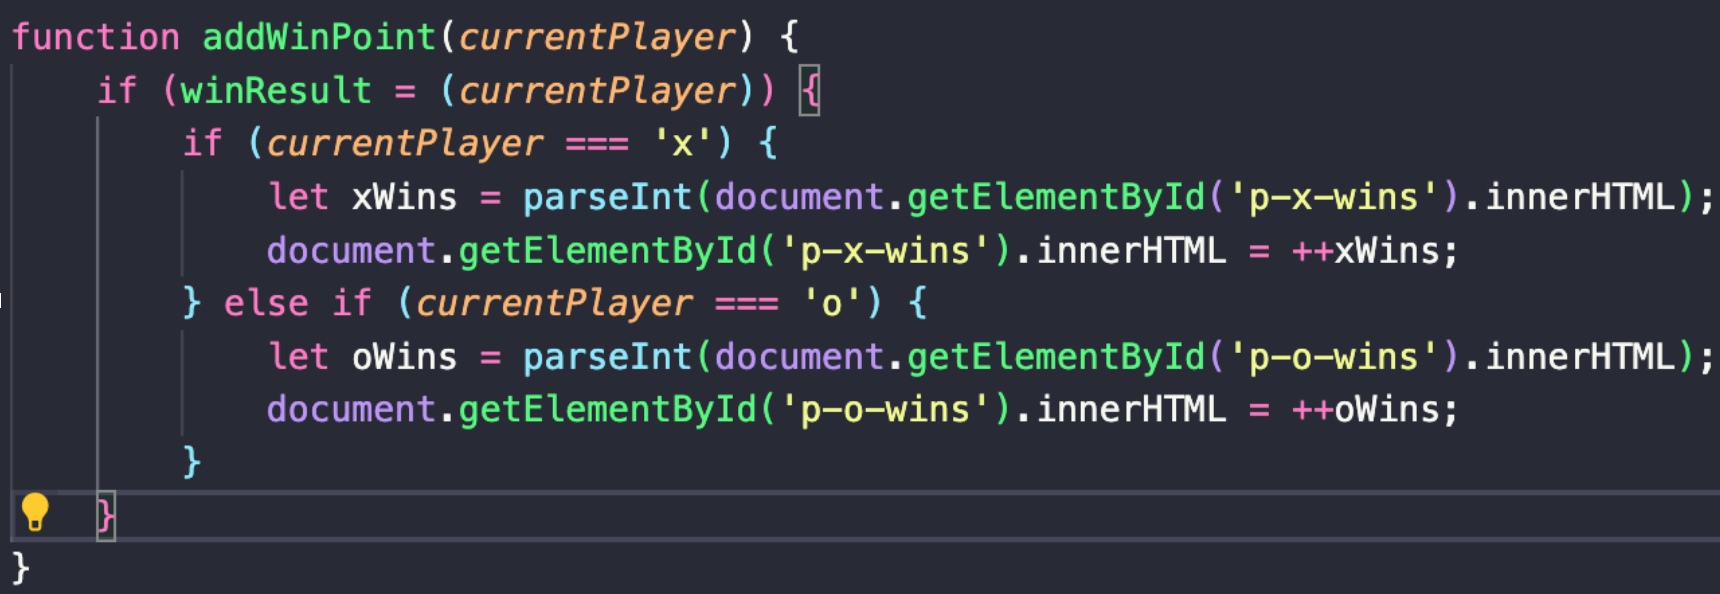 function addWinPoint(currentPlayer) {
    if (winResult = (currentPlayer)) {
        if (currentPlayer === 'x') {
            let xWins = parseInt(document.getElementById('p-x-wins').innerHTML);
            document.getElementById('p-x-wins').innerHTML = ++xWins;
        } else if (currentPlayer === 'o') {
            let oWins = parseInt(document.getElementById('p-o-wins').innerHTML);
            document.getElementById('p-o-wins').innerHTML = ++oWins;
        }
    }
}